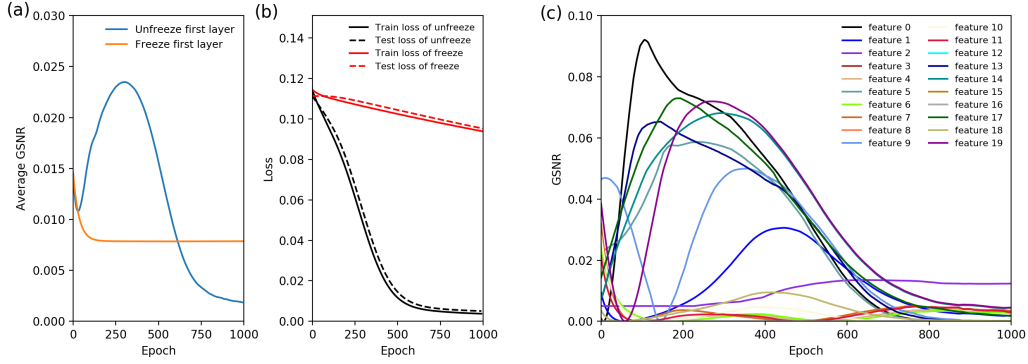 (a)
0.030
0.025
0.020
0.015
0.010
0.005
0.000
Average GSNR
0 250 500 750 1000
Epoch
Unfreeze first layer
Freeze first layer
(b)
0.14
0.12
0.10
0.08
0.06
0.04
0.02
0.00
Loss
0 250 500 750 1000
Epoch
Train loss of unfreeze
Test loss of unfreeze
Train loss of freeze
Test loss of freeze
(c)
0.10
0.08
0.06
0.04
0.02
0.00
GSNR
0 200 400 600 800 1000
Epoch
feature 0
feature 1
feature 2
feature 3
feature 4
feature 5
feature 6
feature 7
feature 8
feature 9
feature 10
feature 11
feature 12
feature 13
feature 14
feature 15
feature 16
feature 17
feature 18
feature 19